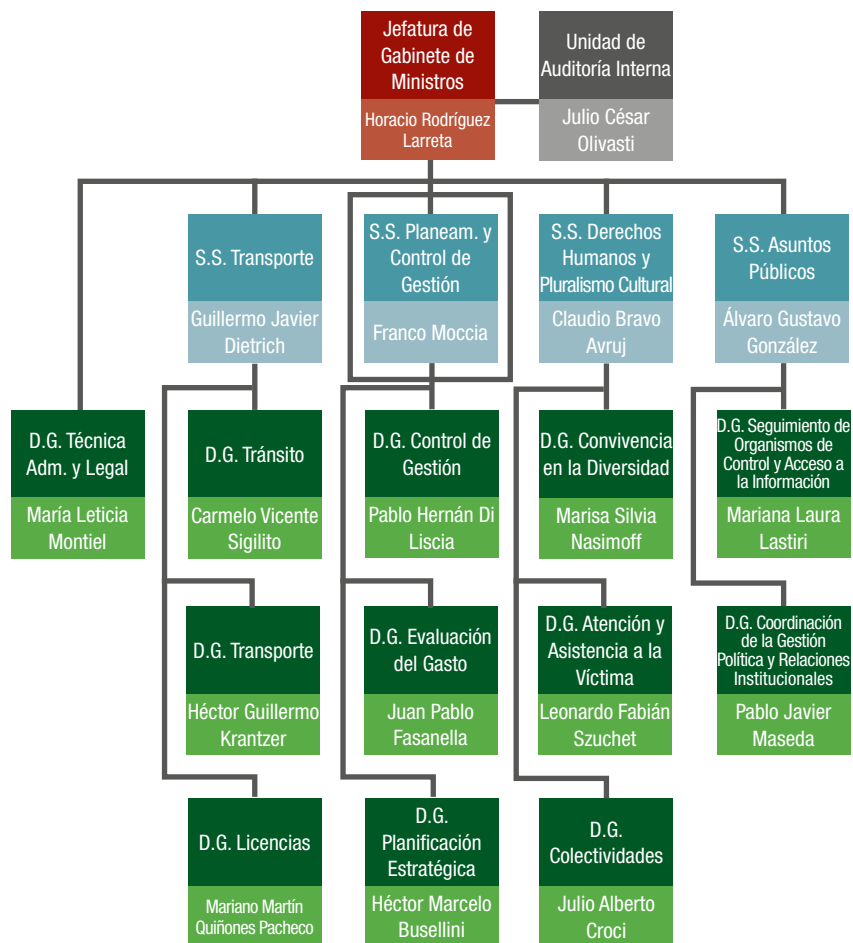 Jefatura de
Gabinete de
Ministros
Horacio Rodríguez
Larreta
Unidad de
Auditoría Interna
Julio César
Olivasti
S.S. Transporte
Guillermo Javier
Dietrich
S.S. Planeam. y
Control de
Gestión
Franco Moccia
S.S. Derechos
Humanos y
Pluralismo Cultural
Claudio Bravo
Avruj
S.S. Asuntos
Públicos
Álvaro Gustavo
González
D.G. Técnica
Adm. y Legal
María Leticia
Montiel
D.G. Tránsito
Carmelo Vicente
Sigilito
D.G. Control de
Gestión
Pablo Hernán Di
Liscia
D.G. Convivencia
en la Diversidad
Marisa Silvia
Nasimoff
D.G. Seguimiento de
Organismos de
Control y Acceso a
la Información
Mariana Laura
Lastiri
D.G. Transporte
Héctor Guillermo
Krantzer
D.G. Evaluación
del Gasto
Juan Pablo
Fasanella
D.G. Atención y
Asistencia a la
Víctima
Leonardo Fabián
Szuchet
D.G. Coordinación
de la Gestión
Política y Relaciones
Institucionales
Pablo Javier
Maseda
D.G. Licencias
Mariano Martín
Quiñones Pacheco
D.G.
Planificación
Estratégica
Héctor Marcelo
Busellini
D.G.
Colectividades
Julio Alberto
Croci